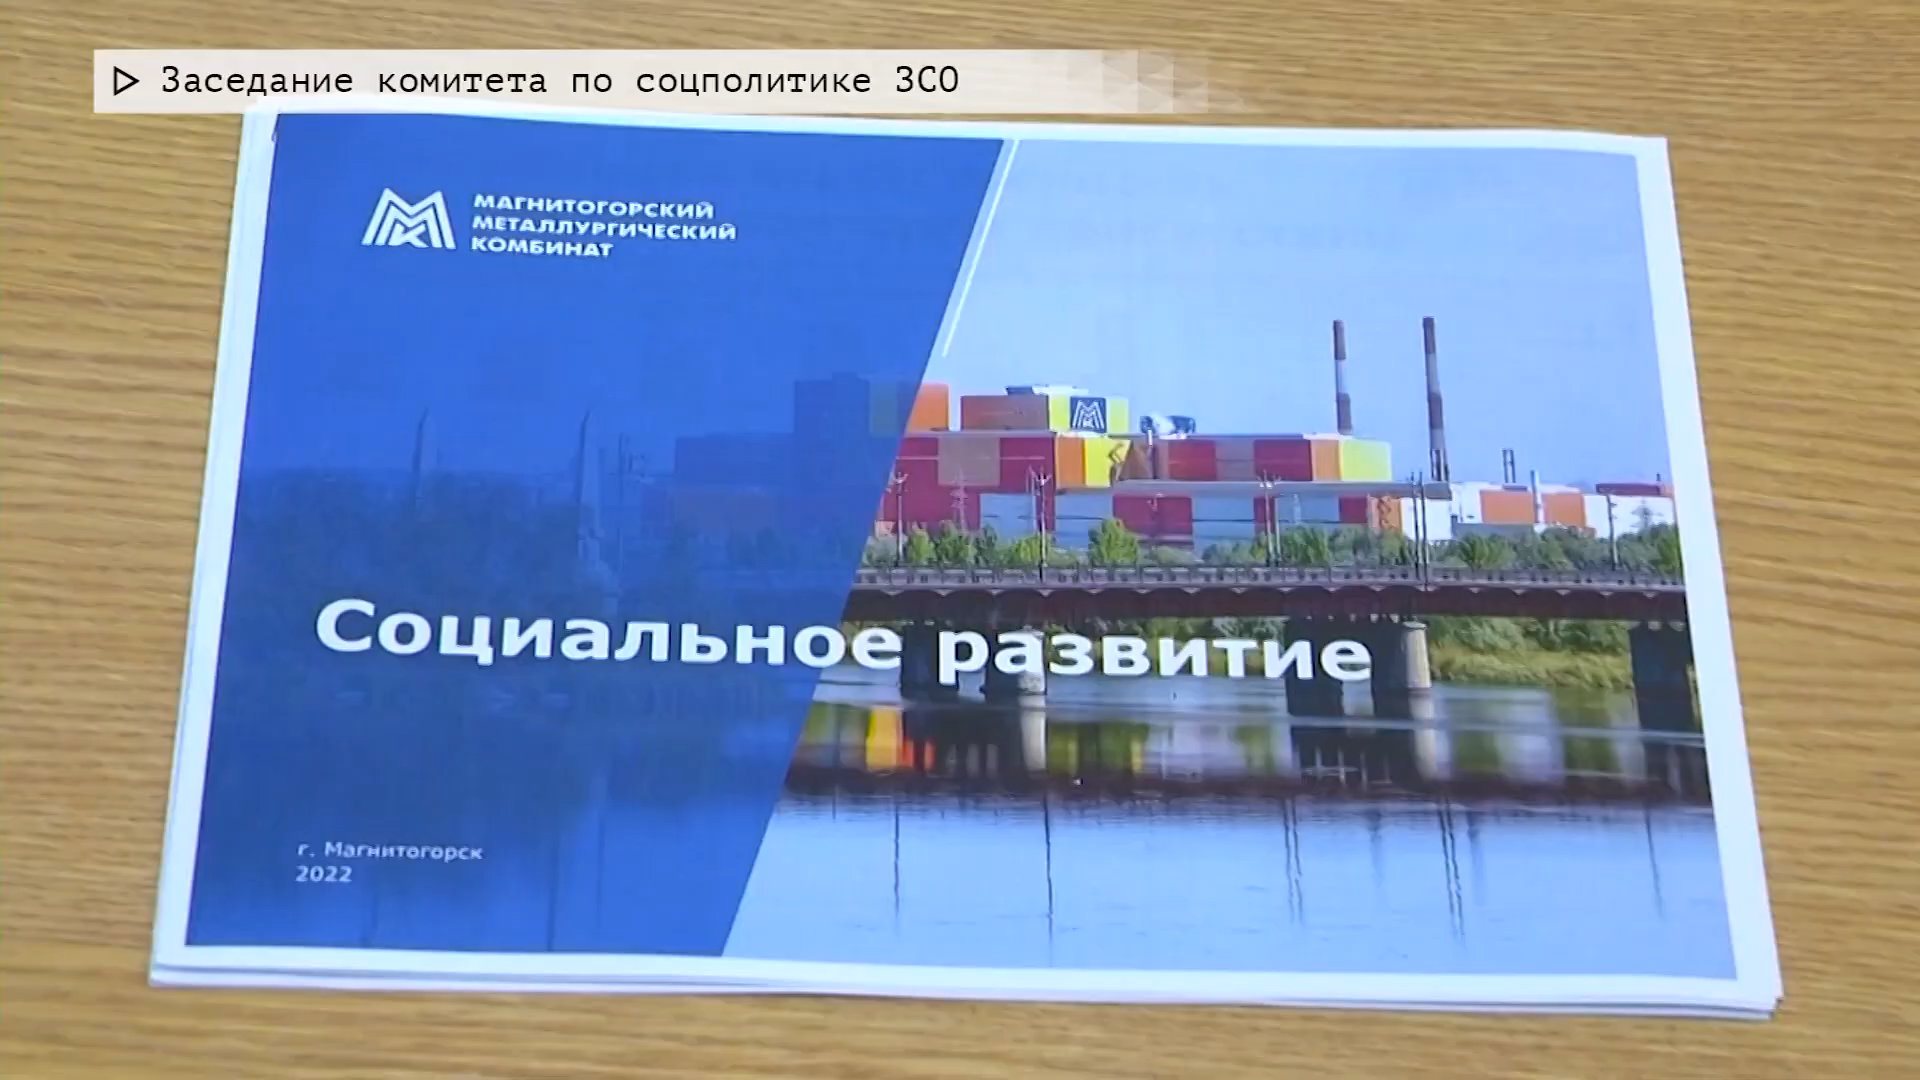 Заседание комитета по соцполитике ЗСО
МАГНИТОГОРСКИЙ
МЕТАЛЛУРГИЧЕСКИЙ
КОМБИНАТ
Социальное развитие
г. Магнитогорск
2022